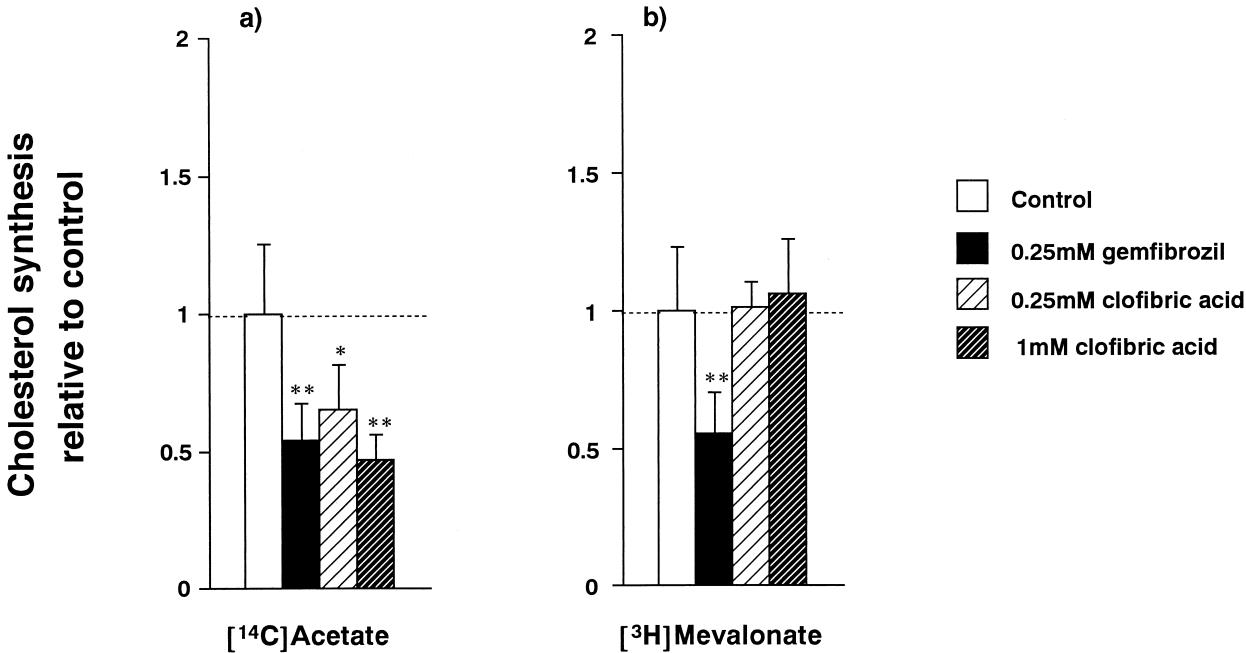 a)
b)
Cholesterol synthesis
relative to control
2
1.5
1
0.5
0
**
*
**
[¹⁴C]Acetate
2
1.5
1
0.5
0
**
[³H]Mevalonate
Control
0.25mM gemfibrozil
0.25mM clofibric acid
1mM clofibric acid